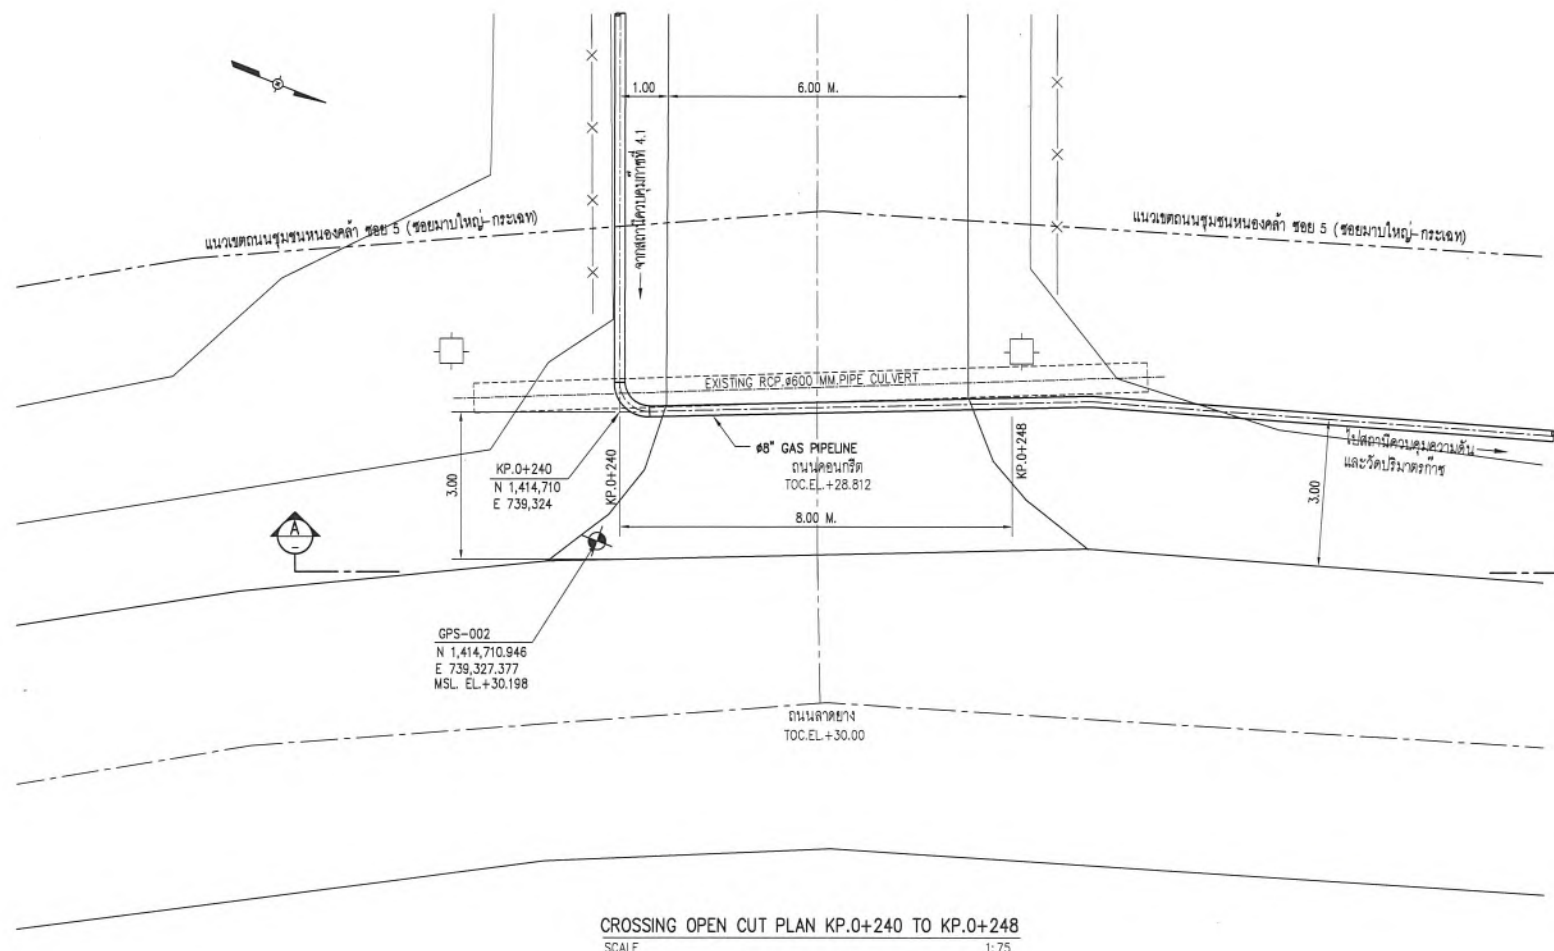 1.00
6.00 M.
จากสถานีควบคุมก๊าซที่ 4.1
แนวเขตถนนชุมชนหนองคล้า ซอย 5 (ซอยมาบใหญ่-กระเฉท)
แนวเขตถนนชุมชนหนองคล้า ซอย 5 (ซอยมาบใหญ่-กระเฉท)
EXISTING RCP.ø600 MM.PIPE CULVERT
ø8" GAS PIPELINE
ถนนคอนกรีต
TOC.EL.+28.812
KP.0+240
N 1,414,710
E 739,324
KP.0+240
KP.0+248
3.00
8.00 M.
3.00
ไปสถานีควบคุมความดัน
และวัดปริมาตรก๊าซ
A
-
GPS-002
N 1,414,710.946
E 739,327.377
MSL. EL.+30.198
ถนนลาดยาง
TOC.EL.+30.00
CROSSING OPEN CUT PLAN KP.0+240 TO KP.0+248
SCALE 1:75